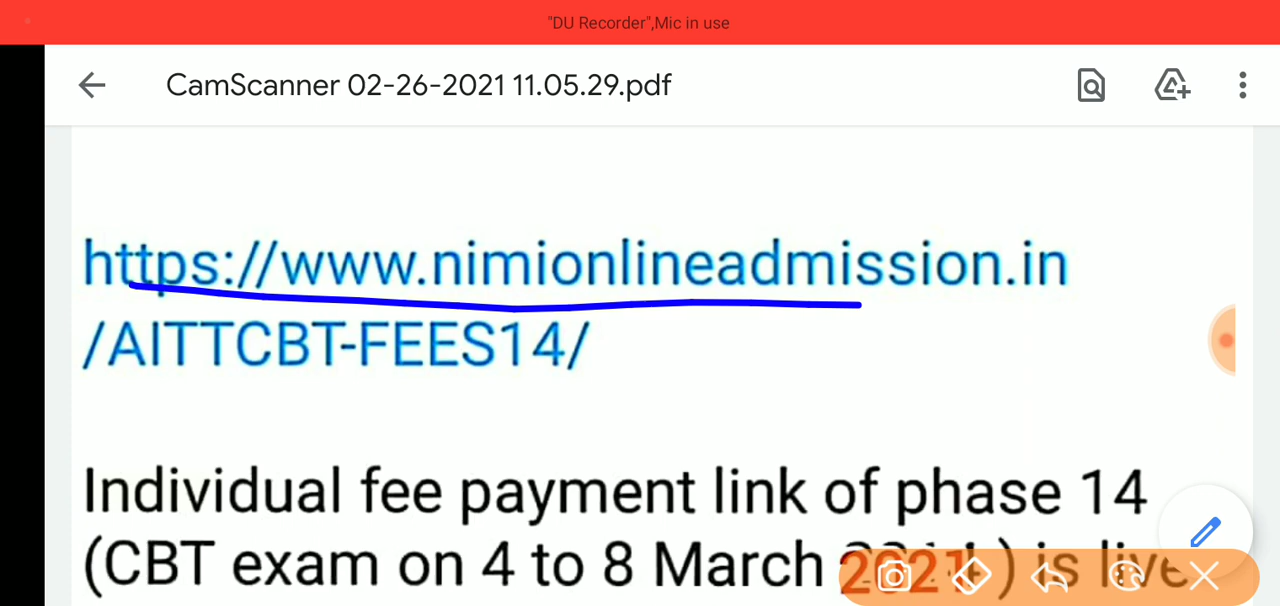 "DU Recorder",Mic in use
CamScanner 02-26-2021 11.05.29.pdf
https://www.nimionlineadmission.in
/AITTCBT-FEES14/
Individual fee payment link of phase 14
(CBT exam on 4 to 8 March 2021) is live